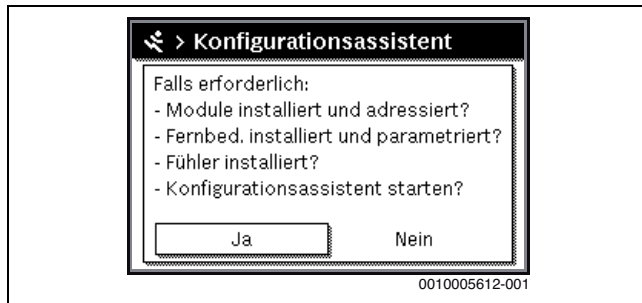 > Konfigurationsassistent
Falls erforderlich:
- Module installiert und adressiert?
- Fernbed. installiert und parametriert?
- Fühler installiert?
- Konfigurationsassistent starten?
Ja Nein
0010005612-001